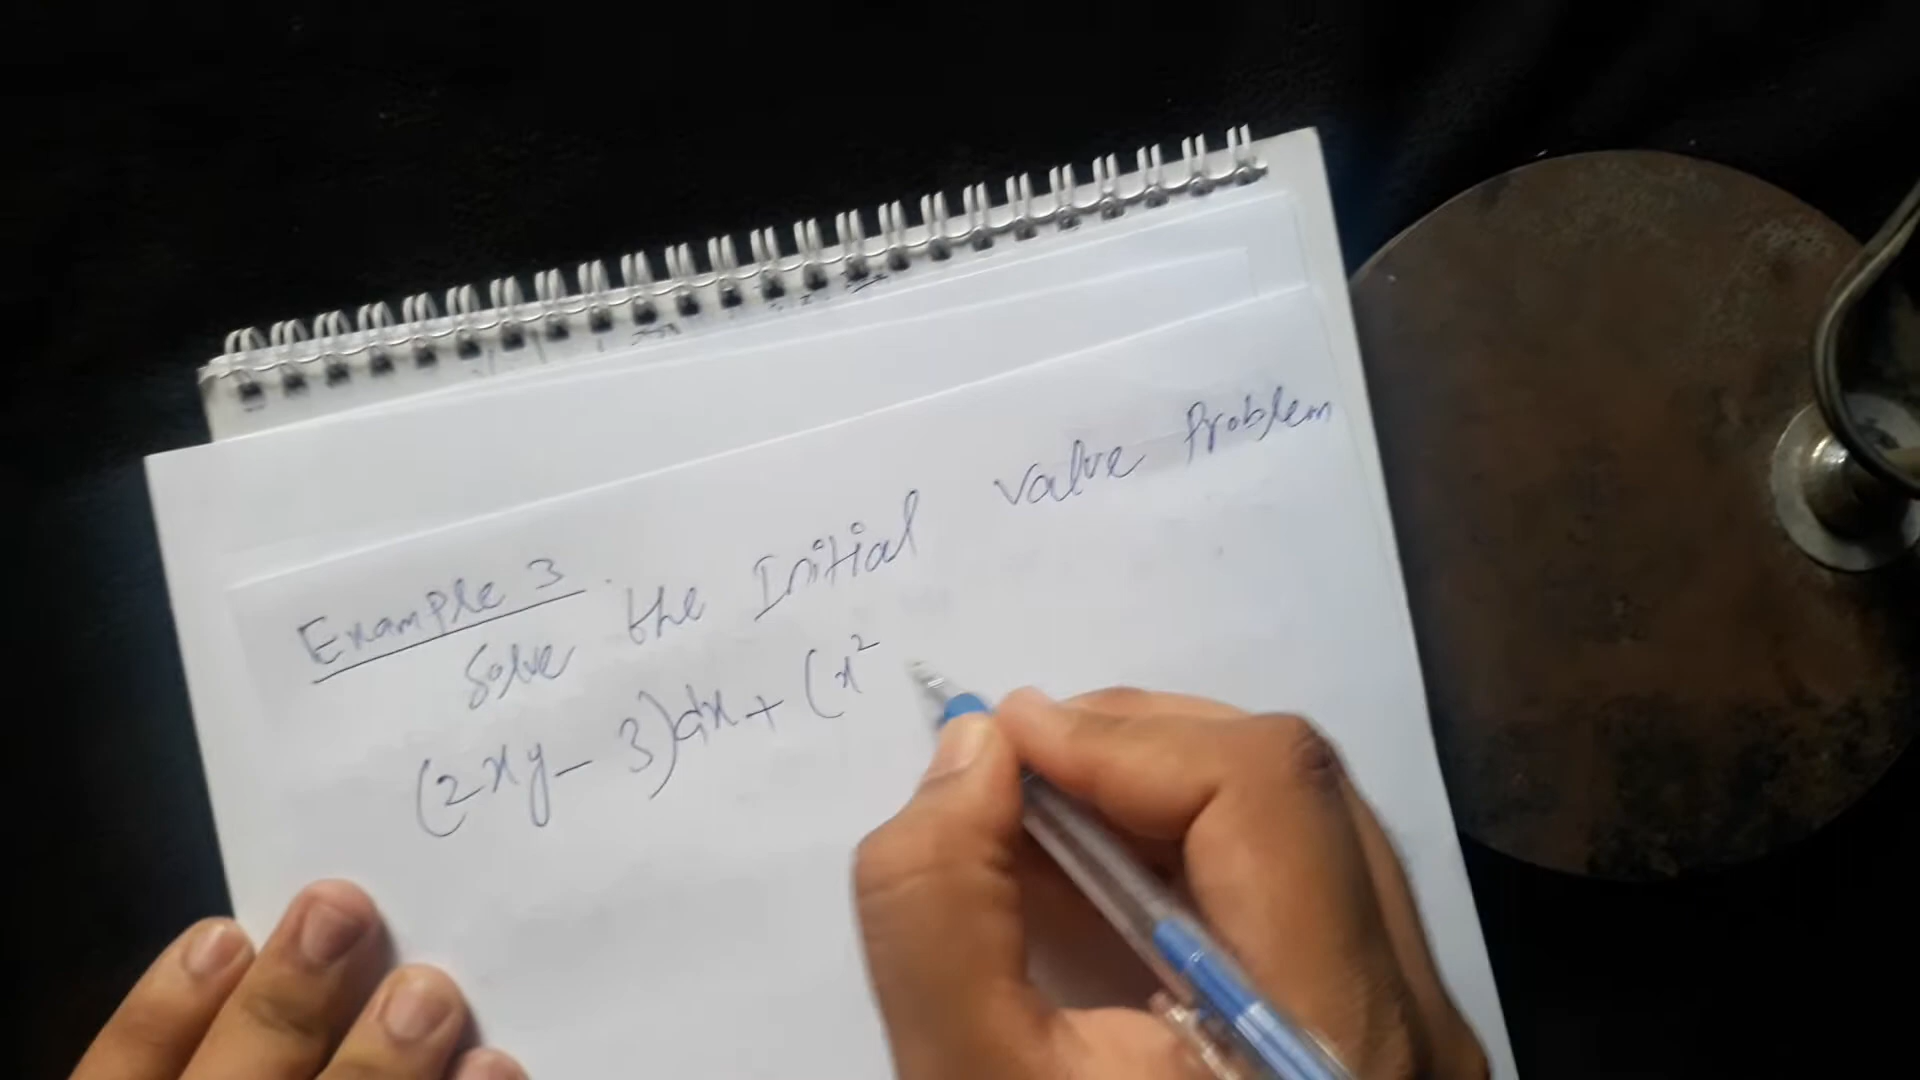 Example 3
Solve the Initial value Problem
(2xy - 3)dx + (x²